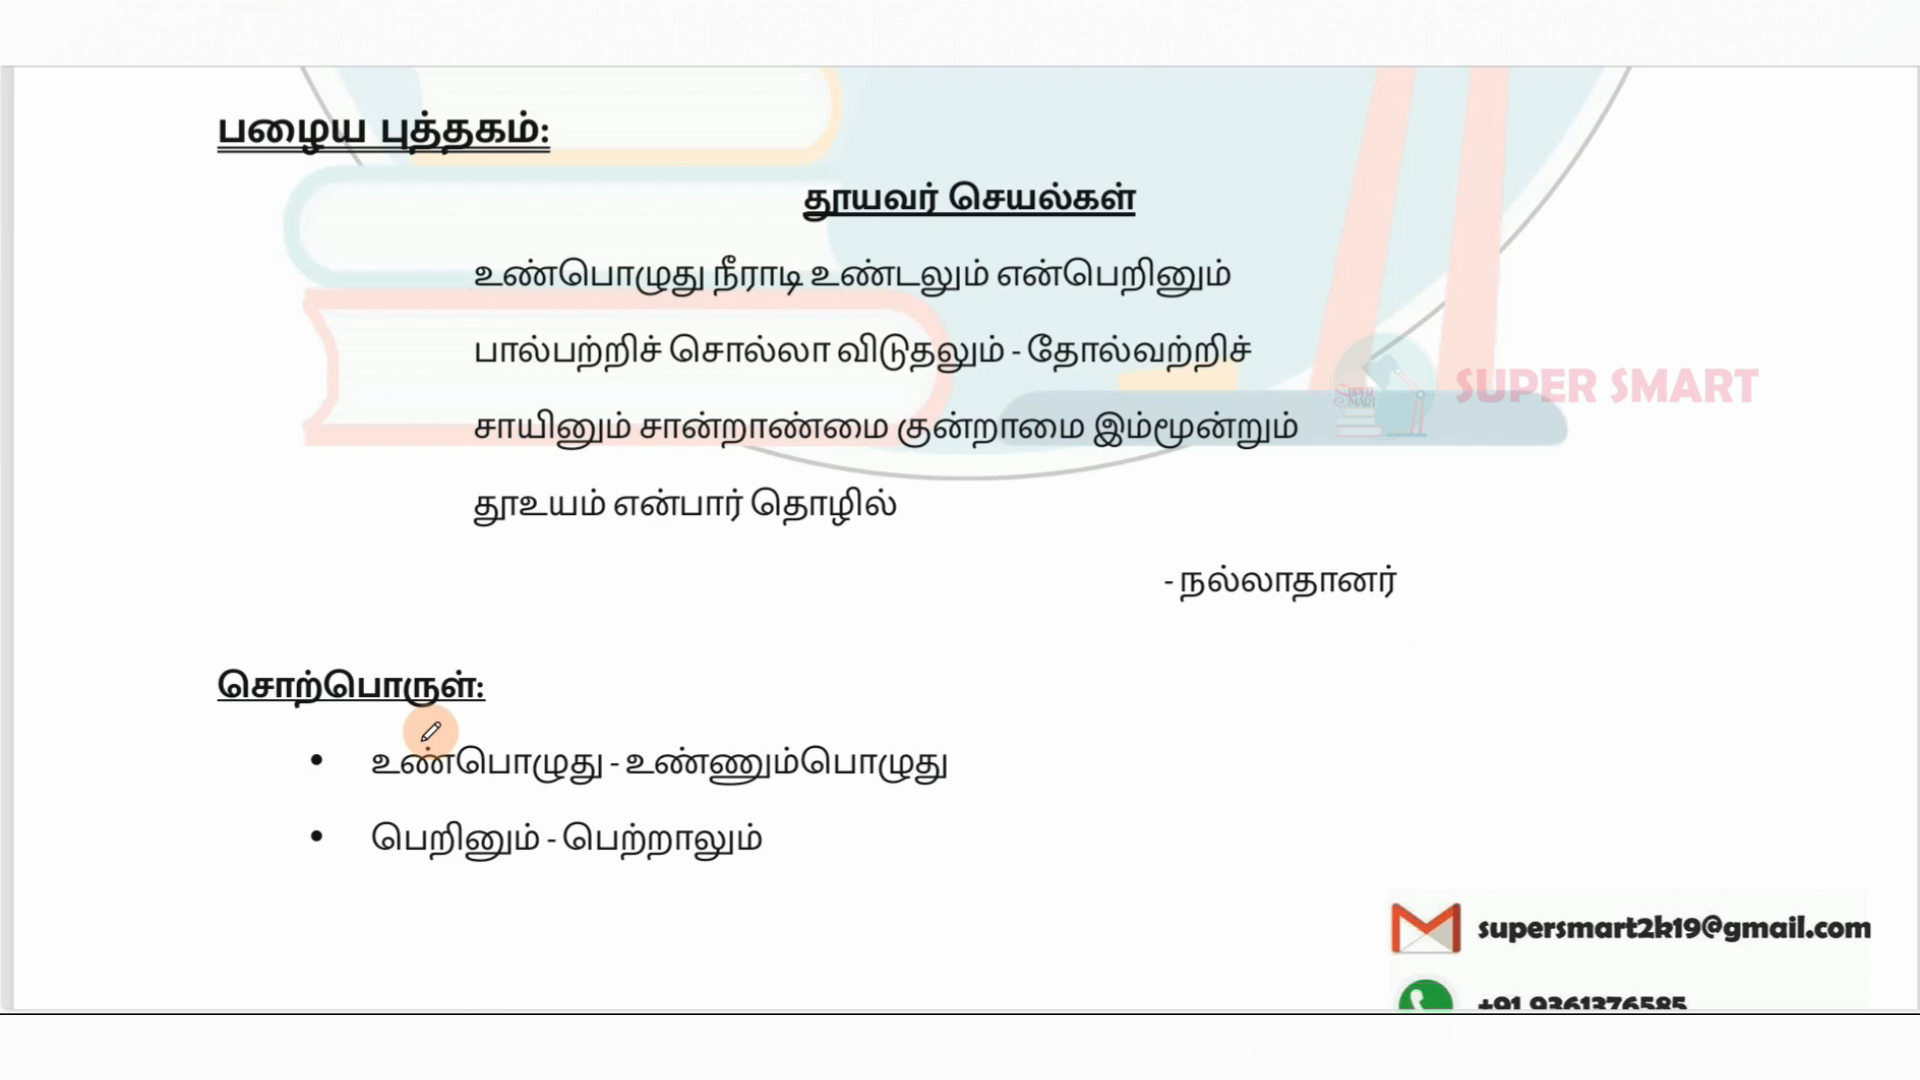 பழைய புத்தகம்:
தூயவர் செயல்கள்
உண்பொழுது நீராடி உண்டலும் என்பெறினும்
பால்பற்றிச் சொல்லா விடுதலும் - தோல்வற்றிச்
சாயினும் சான்றாண்மை குன்றாமை இம்மூன்றும்
தூஉயம் என்பார் தொழில்
- நல்லாதானர்
சொற்பொருள்:
• உண்பொழுது - உண்ணும்பொழுது
• பெறினும் - பெற்றாலும்
SUPER SMART
supersmart2k19@gmail.com
+91 9361376585